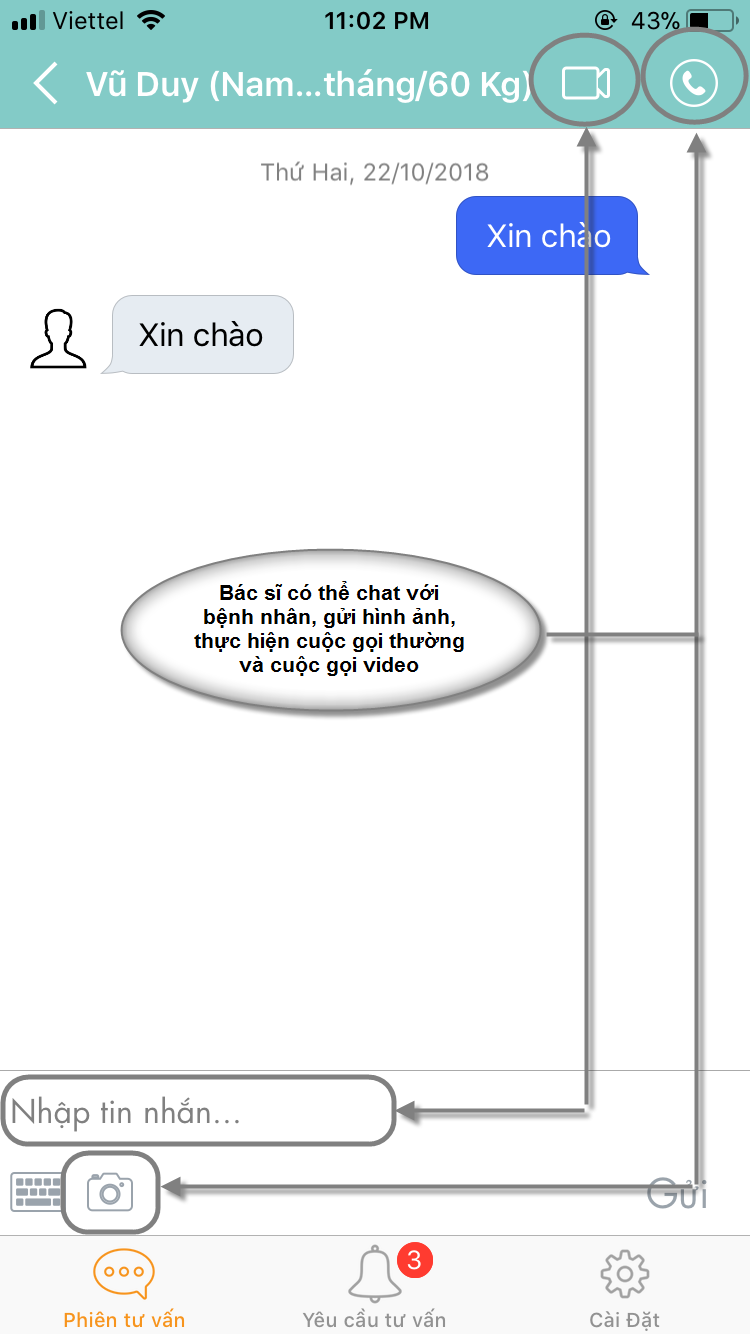 Viettel 11:02 PM 43%
Vũ Duy (Nam...tháng/60 Kg)
Thứ Hai, 22/10/2018
Xin chào
Xin chào
Bác sĩ có thể chat với
bệnh nhân, gửi hình ảnh,
thực hiện cuộc gọi thường
và cuộc gọi video
Nhập tin nhắn...
Gửi
3
Phiên tư vấn Yêu cầu tư vấn Cài Đặt